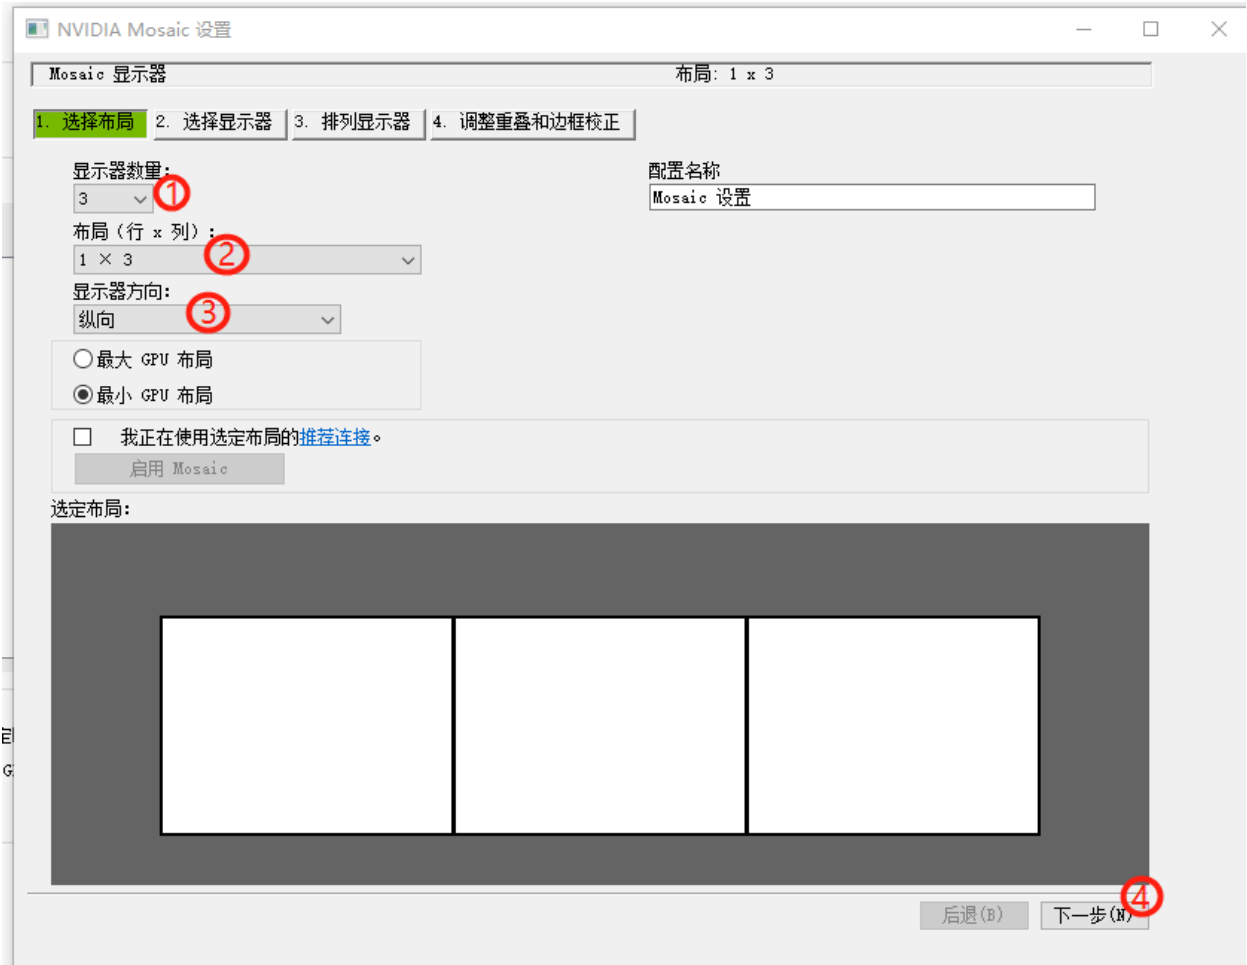 NVIDIA Mosaic 设置
Mosaic 显示器 布局: 1 x 3
1. 选择布局 2. 选择显示器 3. 排列显示器 4. 调整重叠和边框校正
显示器数量: 配置名称
3 ① Mosaic 设置
布局（行 x 列）:
1 × 3 ②
显示器方向:
纵向 ③
最大 GPU 布局
最小 GPU 布局
我正在使用选定布局的推荐连接。
启用 Mosaic
选定布局:
G
后退(B) 下一步(N) ④